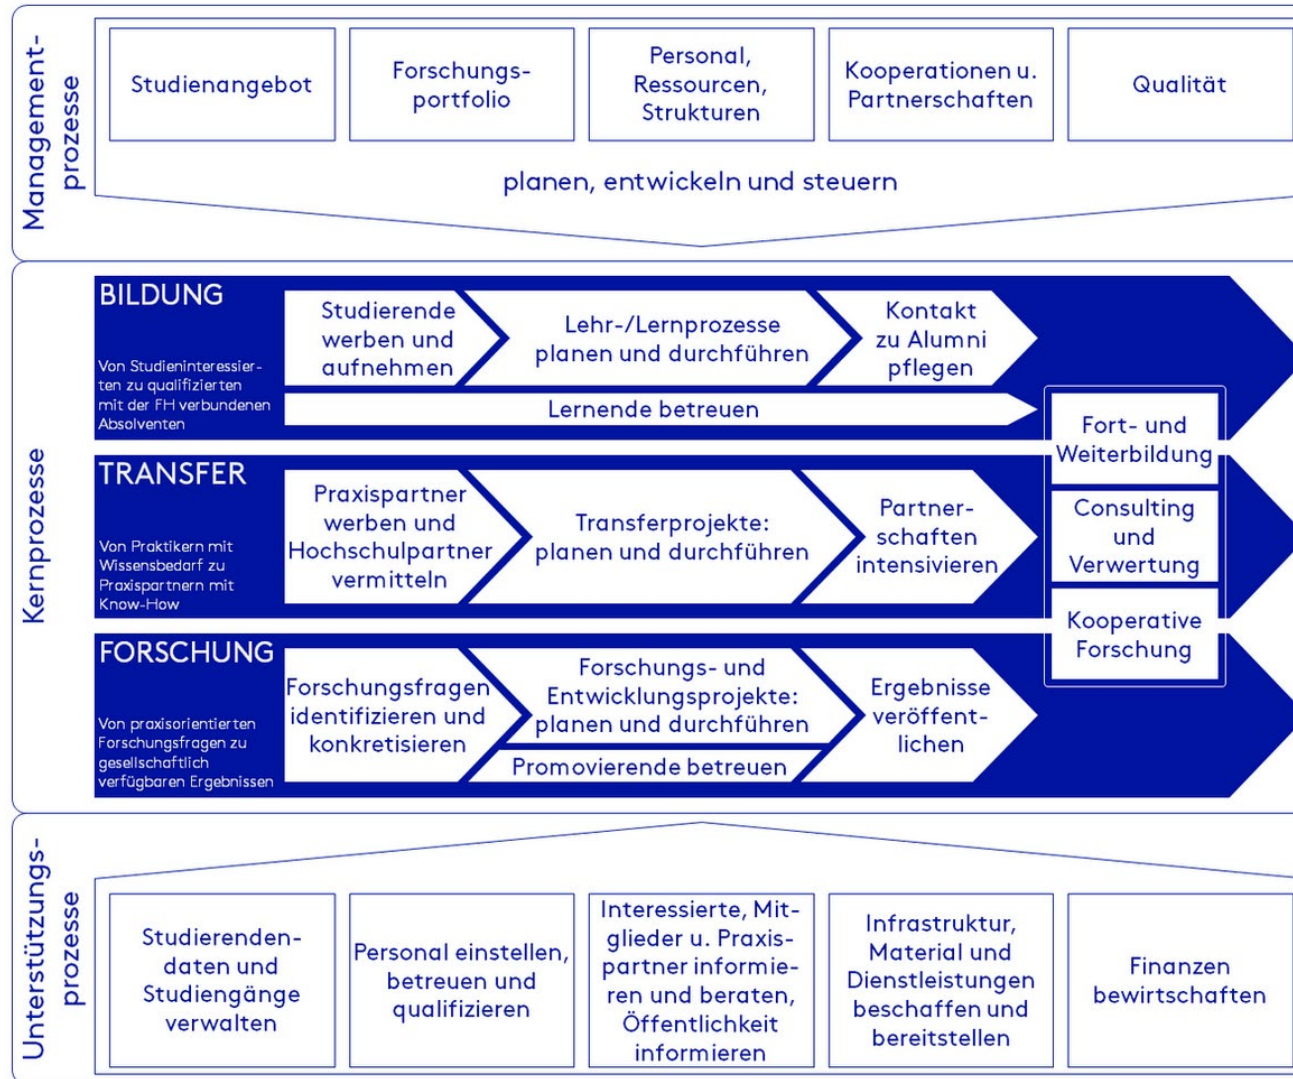 Management-
prozesse
Studienangebot
Forschungs-
portfolio
Personal,
Ressourcen,
Strukturen
Kooperationen u.
Partnerschaften
Qualität
planen, entwickeln und steuern
Kernprozesse
BILDUNG
Von Studieninteressier-
ten zu qualifizierten
mit der FH verbundenen
Absolventen
Studierende
werben und
aufnehmen
Lehr-/Lernprozesse
planen und durchführen
Kontakt
zu Alumni
pflegen
Lernende betreuen
TRANSFER
Von Praktikern mit
Wissensbedarf zu
Praxispartnern mit
Know-How
Praxispartner
werben und
Hochschulpartner
vermitteln
Transferprojekte:
planen und durchführen
Partner-
schaften
intensivieren
FORSCHUNG
Von praxisorientierten
Forschungsfragen zu
gesellschaftlich
verfügbaren Ergebnissen
Forschungsfragen
identifizieren und
konkretisieren
Forschungs- und
Entwicklungsprojekte:
planen und durchführen
Promovierende betreuen
Ergebnisse
veröffent-
lichen
Fort- und
Weiterbildung
Consulting
und
Verwertung
Kooperative
Forschung
Unterstützungs-
prozesse
Studierenden-
daten und
Studiengänge
verwalten
Personal einstellen,
betreuen und
qualifizieren
Interessierte, Mit-
glieder u. Praxis-
partner informie-
ren und beraten,
Öffentlichkeit
informieren
Infrastruktur,
Material und
Dienstleistungen
beschaffen und
bereitstellen
Finanzen
bewirtschaften